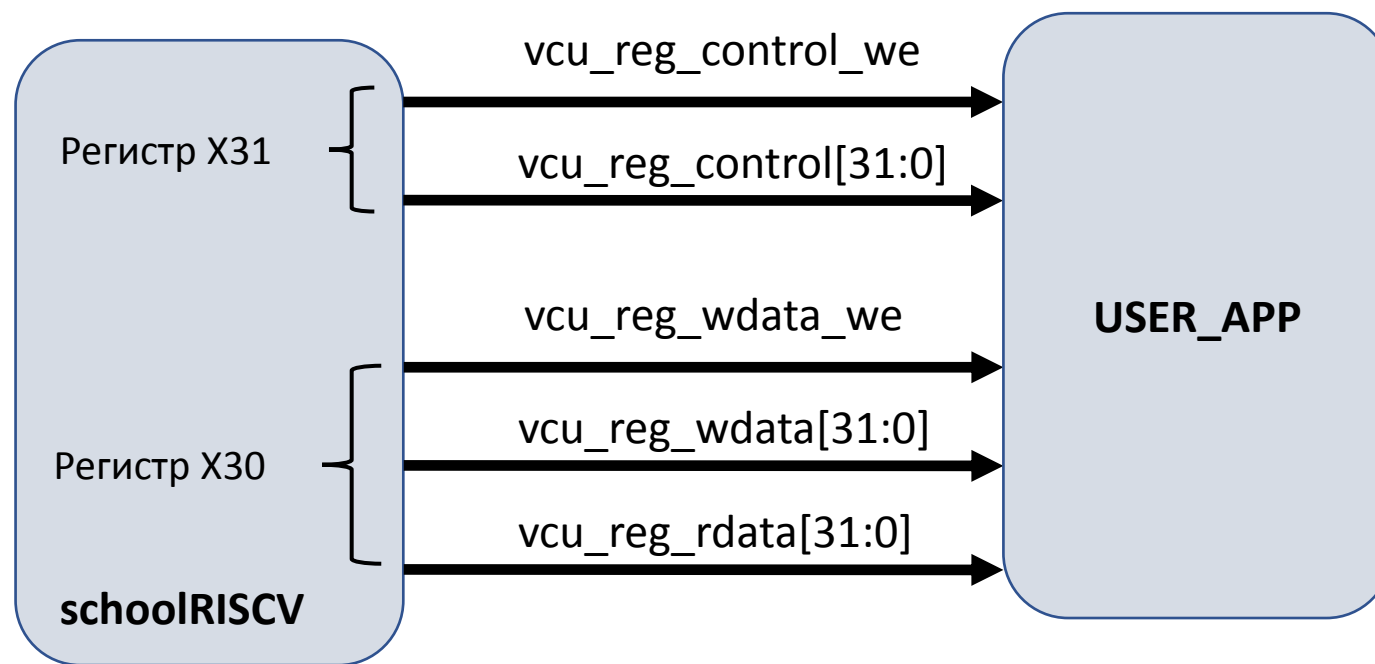 vcu_reg_control_we
Регистр X31
vcu_reg_control[31:0]
vcu_reg_wdata_we
USER_APP
vcu_reg_wdata[31:0]
Регистр X30
vcu_reg_rdata[31:0]
schoolRISCV